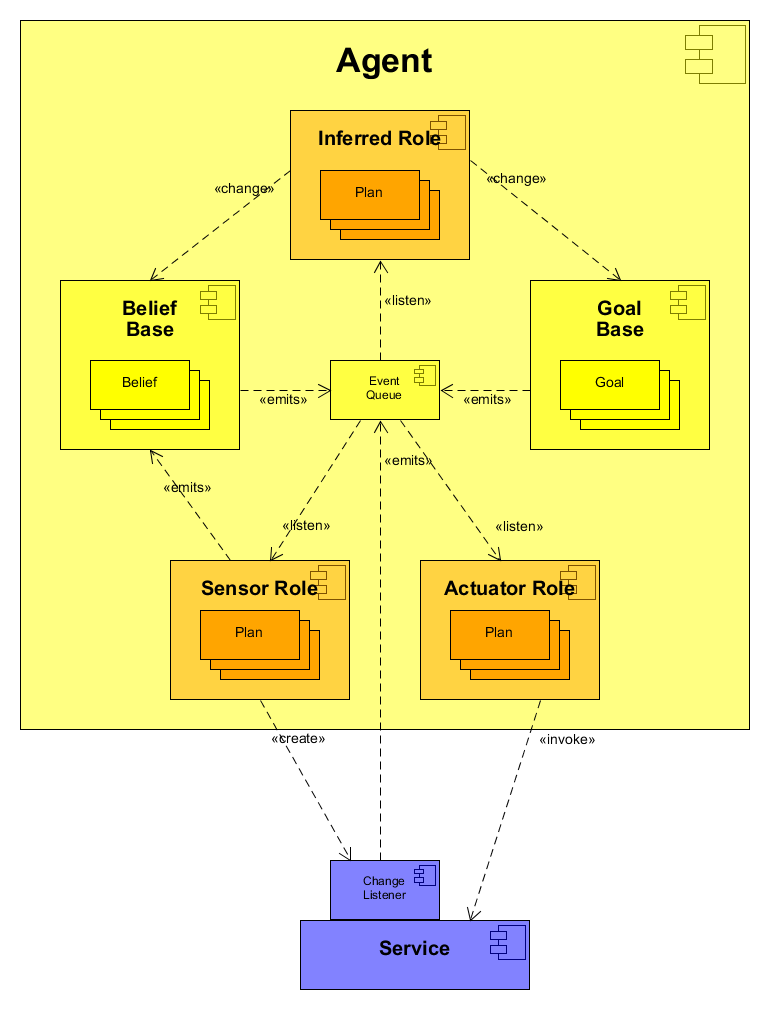 Agent
Inferred Role
Plan
«change»
«change»
Belief
Base
Belief
«listen»
Goal
Base
Goal
Event
Queue
«emits»
«emits»
«emits»
«emits»
«listen»
«listen»
Sensor Role
Plan
Actuator Role
Plan
«create»
«invoke»
Change
Listener
Service